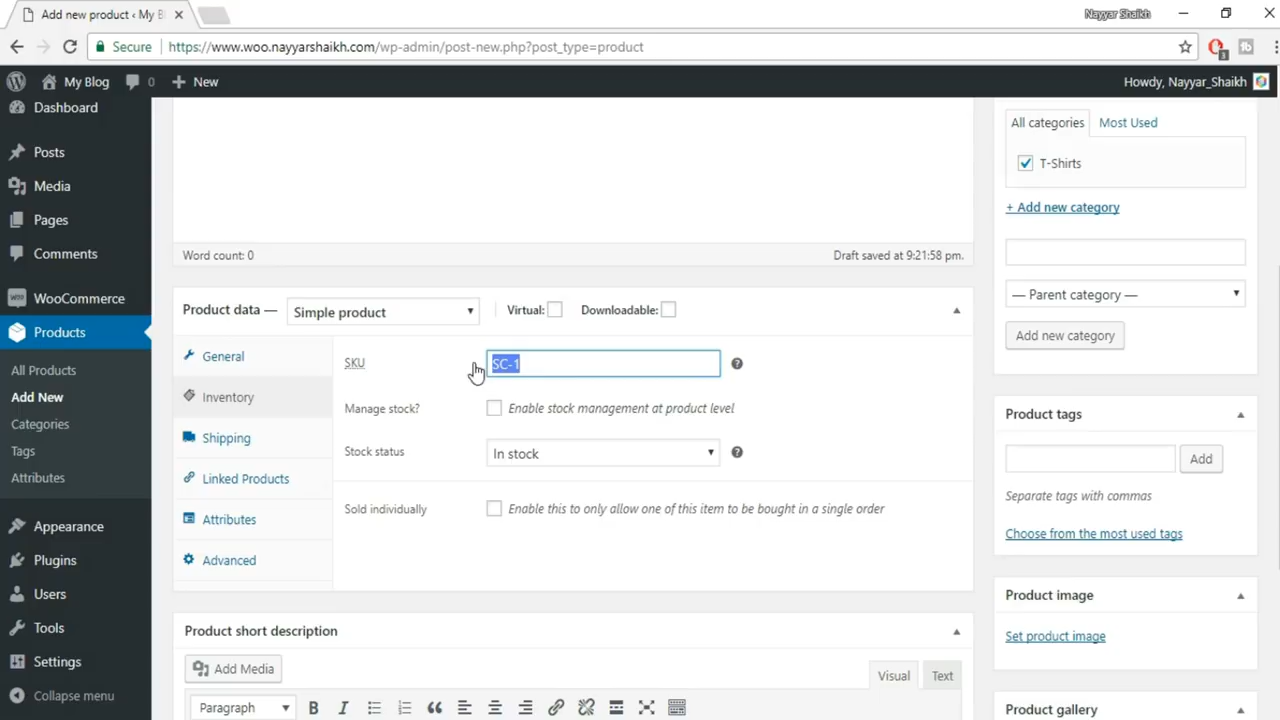 Add new product ‹ My B
Nayyar Shaikh
Secure
https://www.woo.nayyarshaikh.com/wp-admin/post-new.php?post_type=product
3
My Blog
0
New
Howdy, Nayyar_Shaikh
Dashboard
Posts
Media
Pages
Comments
WooCommerce
Products
All Products
Add New
Categories
Tags
Attributes
Appearance
Plugins
Users
Tools
Settings
Collapse menu
Word count: 0
Draft saved at 9:21:58 pm.
Product data —
Simple product
Virtual:
Downloadable:
General
Inventory
Shipping
Linked Products
Attributes
Advanced
SKU
SC-1
Manage stock?
Enable stock management at product level
Stock status
In stock
Sold individually
Enable this to only allow one of this item to be bought in a single order
Product short description
Add Media
Visual
Text
Paragraph
B
I
All categories
Most Used
T-Shirts
+ Add new category
— Parent category —
Add new category
Product tags
Add
Separate tags with commas
Choose from the most used tags
Product image
Set product image
Product gallery